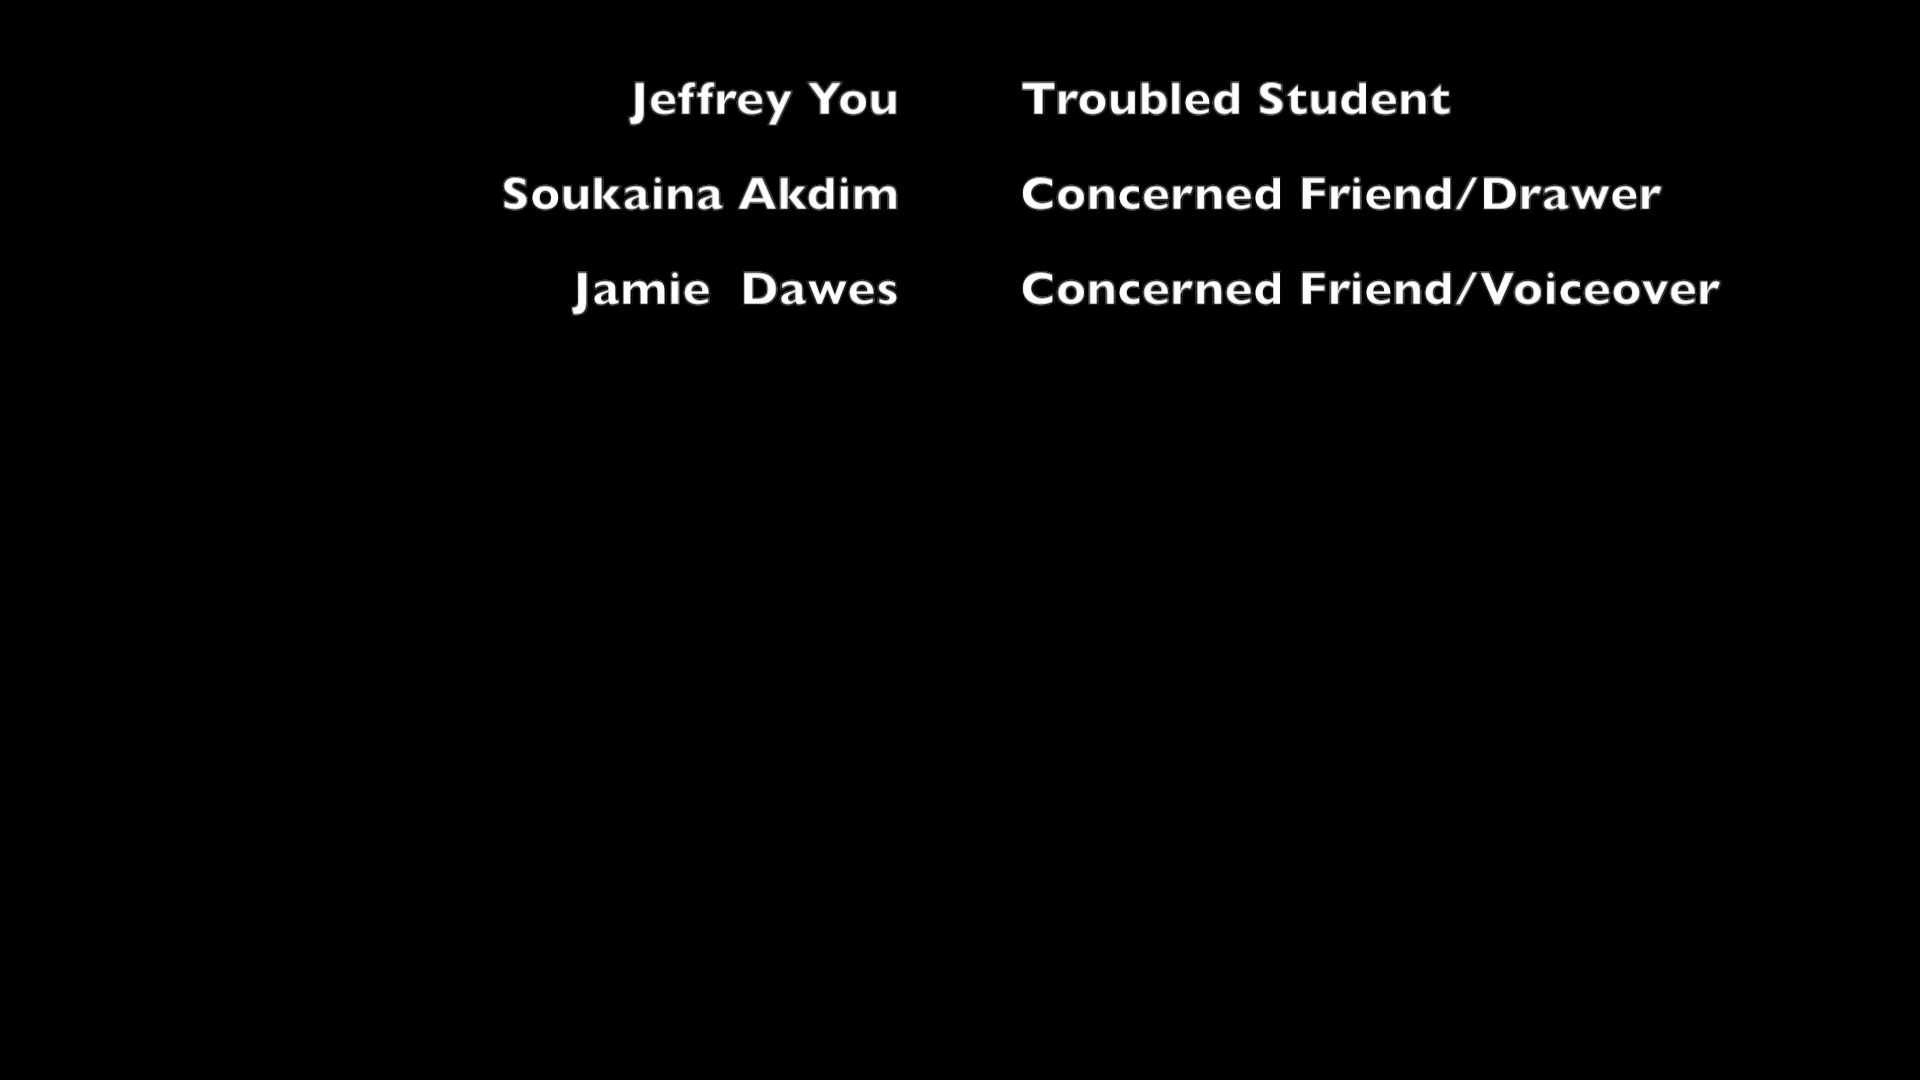 Jeffrey You Troubled Student
Soukaina Akdim Concerned Friend/Drawer
Jamie  Dawes Concerned Friend/Voiceover